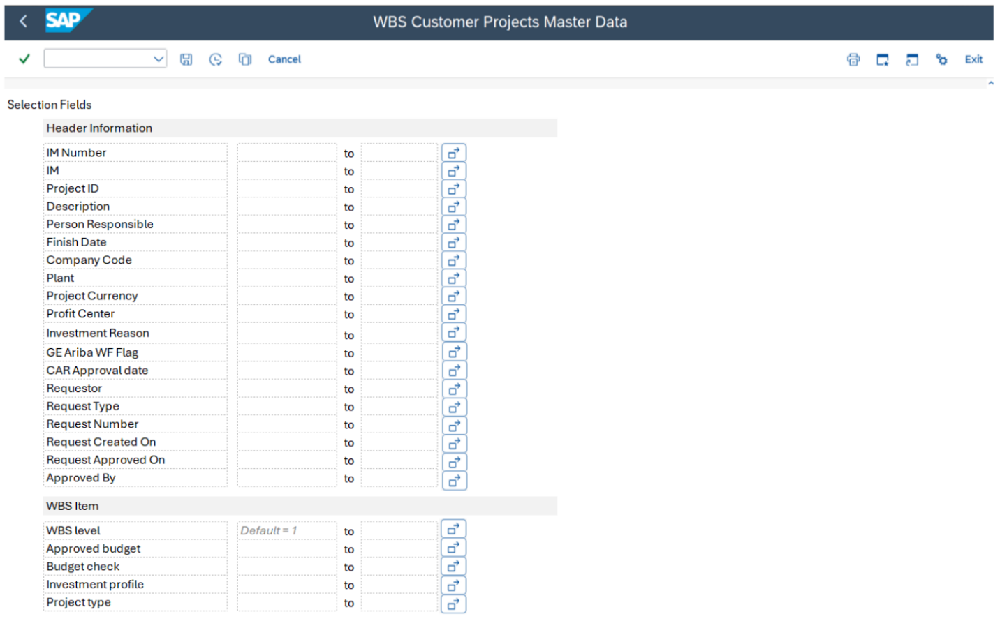 SAP WBS Customer Projects Master Data
Cancel Exit
Selection Fields
Header Information
IM Number to
IM to
Project ID to
Description to
Person Responsible to
Finish Date to
Company Code to
Plant to
Project Currency to
Profit Center to
Investment Reason to
GE Ariba WF Flag to
CAR Approval date to
Requestor to
Request Type to
Request Number to
Request Created On to
Request Approved On to
Approved By to
WBS Item
WBS level Default = 1 to
Approved budget to
Budget check to
Investment profile to
Project type to